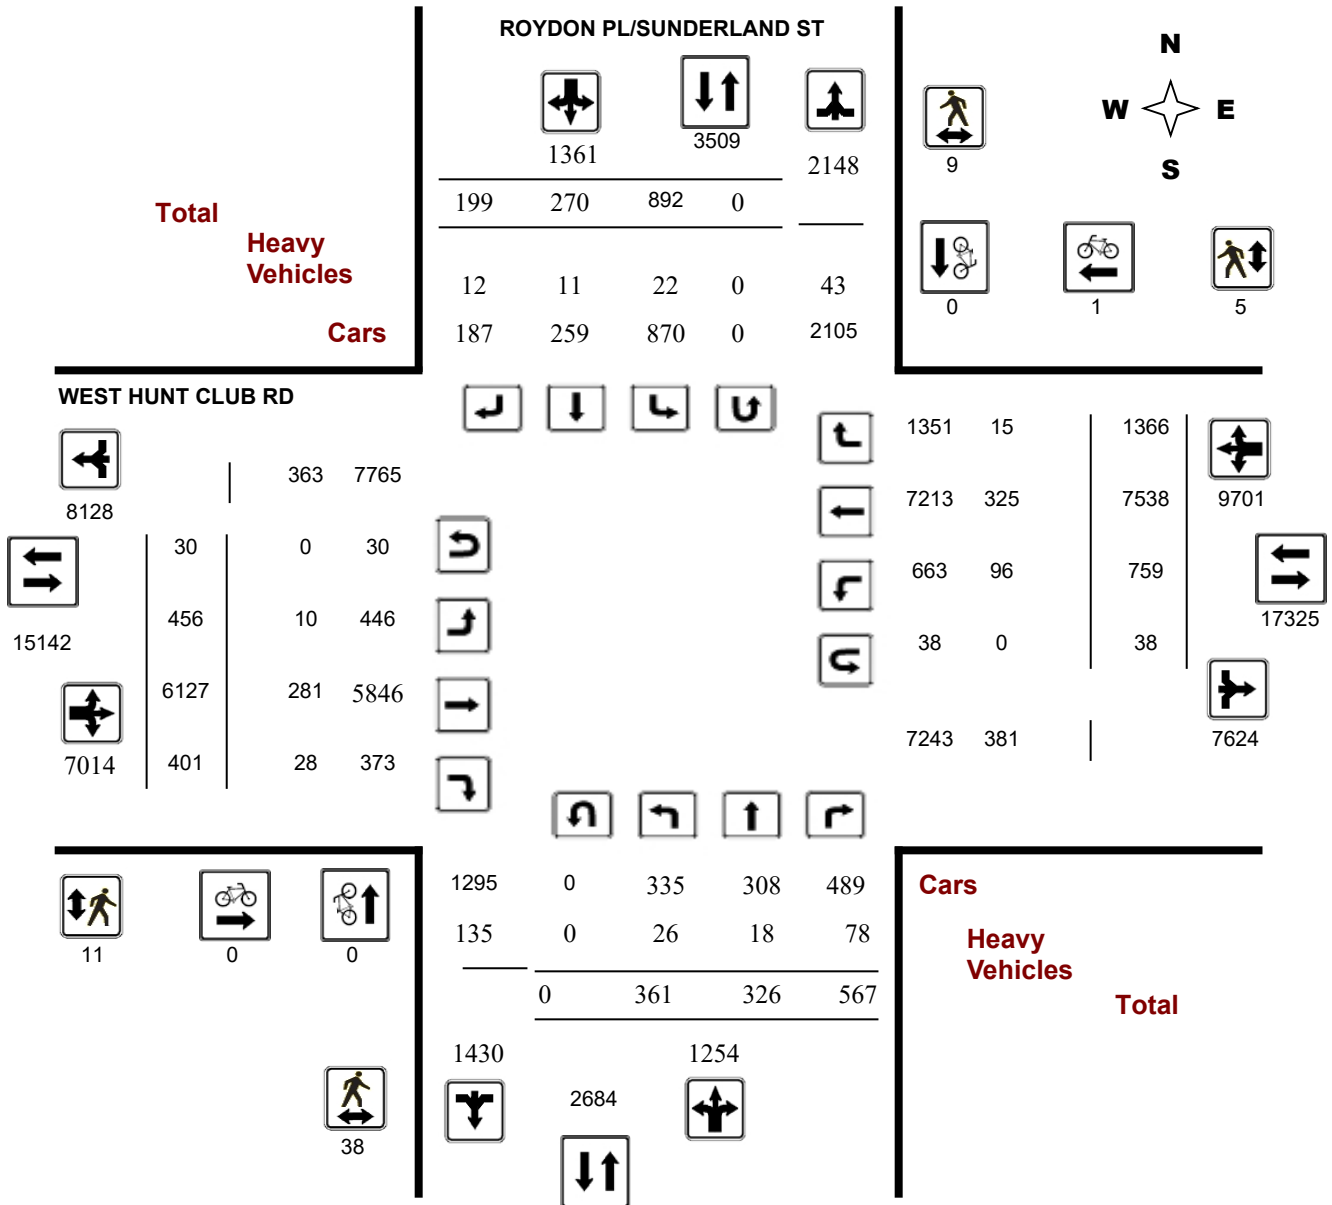 ROYDON PL/SUNDERLAND ST
N
W E
S
1361
3509
2148
9
199 270 892 0
Total
Heavy
Vehicles
12 11 22 0 43
0 1 5
Cars
187 259 870 0 2105
WEST HUNT CLUB RD
1351 15 1366
363 7765
8128
7213 325 7538 9701
30 0 30
663 96 759
17325
456 10 446
15142
38 0 38
6127 281 5846
7243 381 7624
7014 401 28 373
1295 0 335 308 489
Cars
135 0 26 18 78
Heavy
Vehicles
11 0 0
0 361 326 567
Total
1430 1254
2684
38